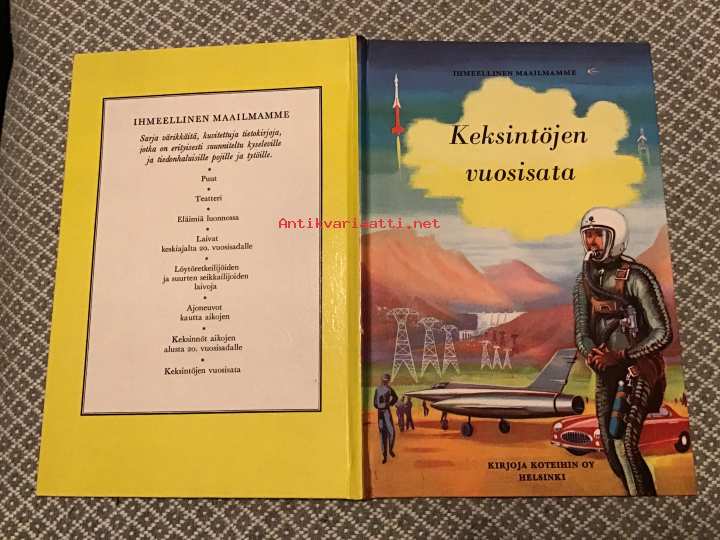 IHMEELLINEN MAAILMAMME
Sarja värikkäitä, kuvitettuja tietokirjoja,
jotka on erityisesti suunniteltu kyseleville
ja tiedonhaluisille pojille ja tytöille.
Puut
Teatteri
Eläimiä luonnossa
Laivat
keskiajalta 20. vuosisadalle
Löytöretkeilijöiden
ja suurten seikkailijoiden
laivoja
Ajoneuvot
kautta aikojen
Keksinnöt aikojen
alusta 20. vuosisadalle
Keksintöjen vuosisata
IHMEELLINEN MAAILMAMME
Keksintöjen
vuosisata
KIRJOJA KOTEIHIN OY
HELSINKI
Antikvariaatti.net